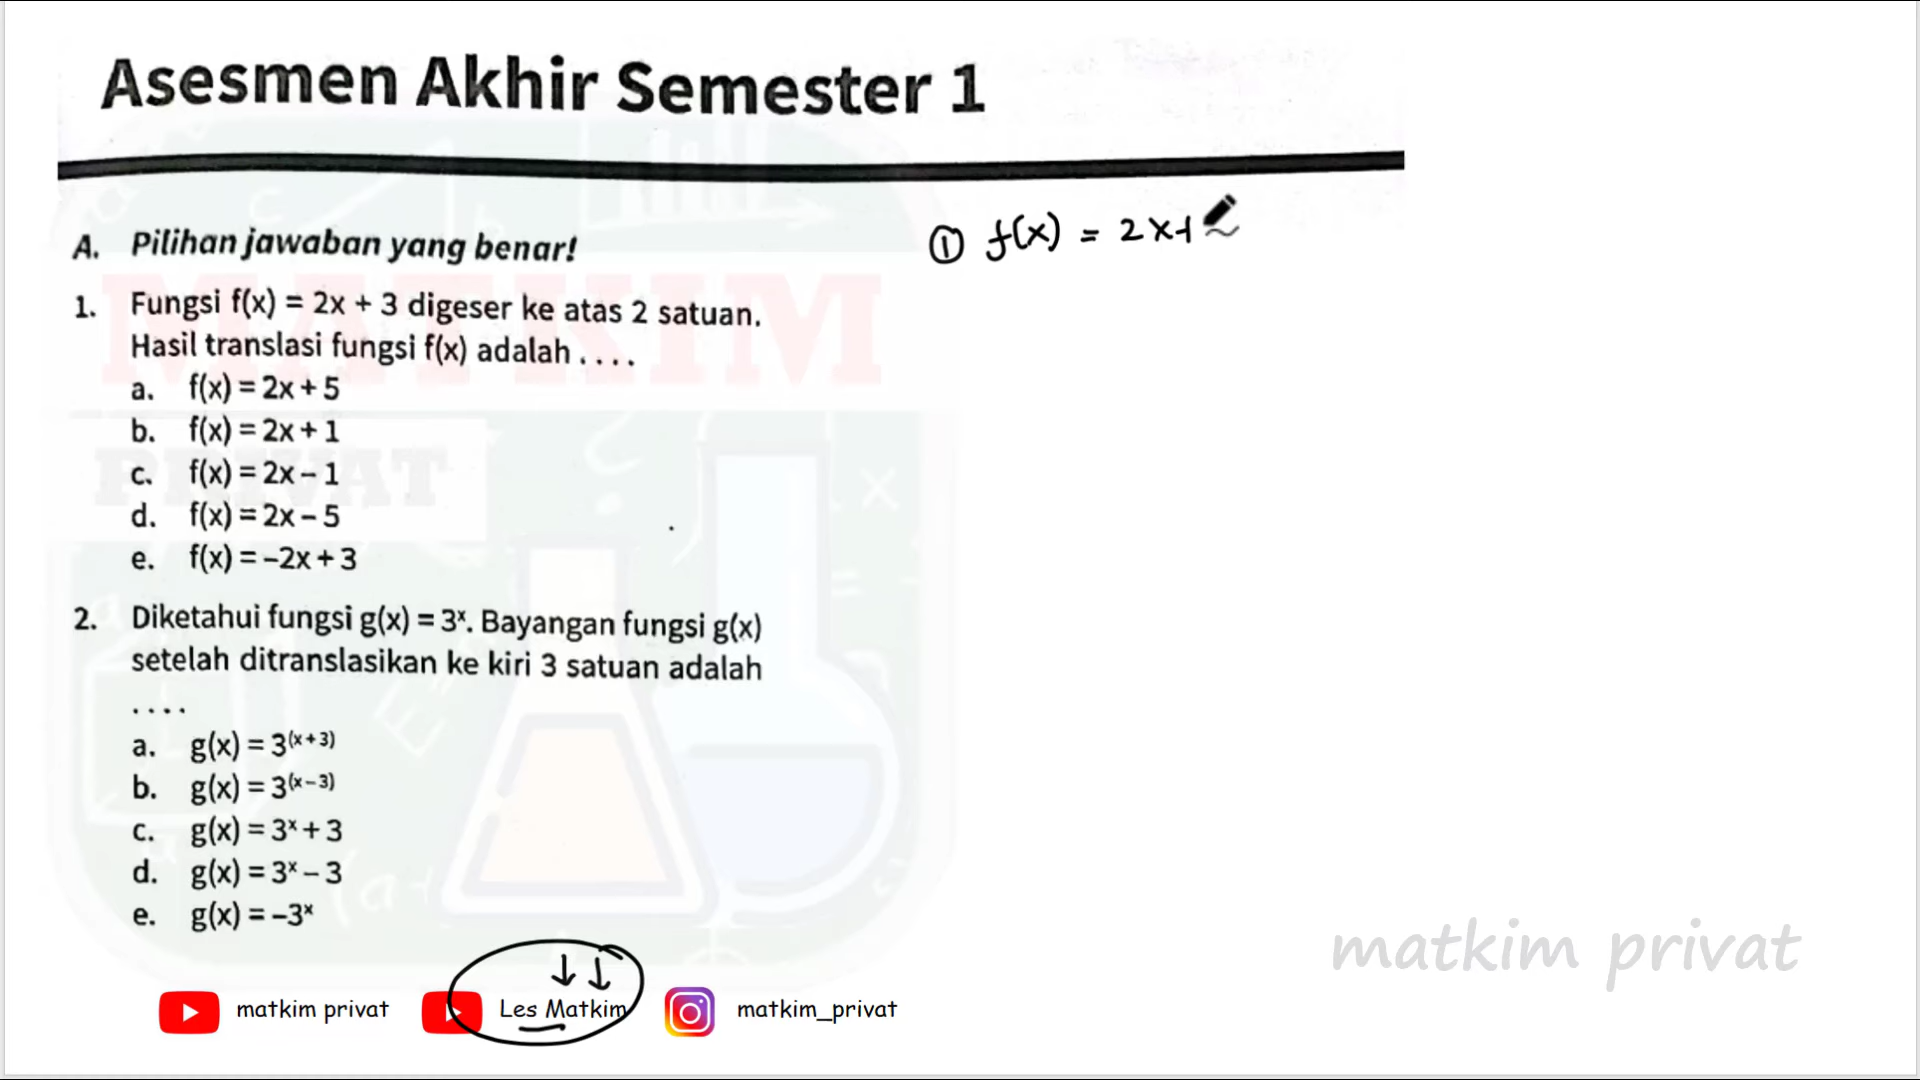 Asesmen Akhir Semester 1
A. Pilihan jawaban yang benar!
1. Fungsi f(x) = 2x + 3 digeser ke atas 2 satuan.
Hasil translasi fungsi f(x) adalah . . . .
a. f(x) = 2x + 5
b. f(x) = 2x + 1
c. f(x) = 2x – 1
d. f(x) = 2x – 5
e. f(x) = –2x + 3
2. Diketahui fungsi g(x) = 3ˣ. Bayangan fungsi g(x)
setelah ditranslasikan ke kiri 3 satuan adalah
. . . .
a. g(x) = 3⁽ˣ⁺³⁾
b. g(x) = 3⁽ˣ⁻³⁾
c. g(x) = 3ˣ + 3
d. g(x) = 3ˣ – 3
e. g(x) = –3ˣ
① f(x) = 2x+
MATKIM
PRIVAT
matkim privat
matkim privat
Les Matkim
matkim_privat